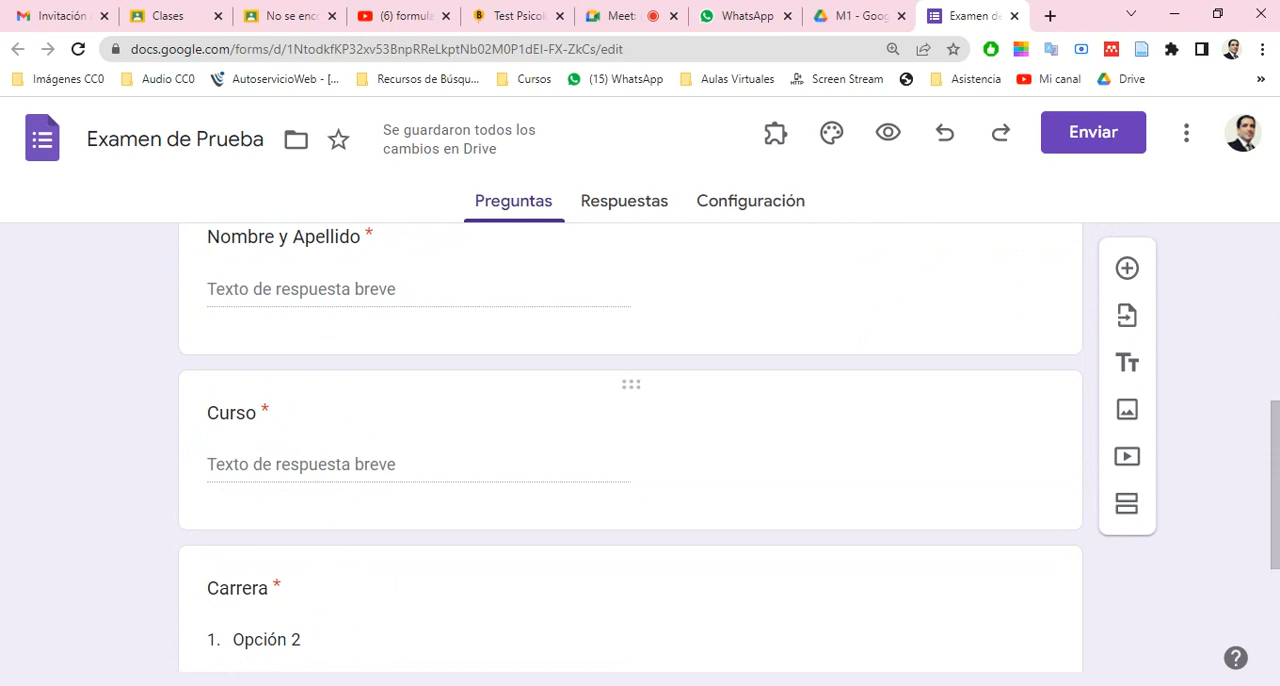 Invitación
Clases
No se enc
(6) formula
Test Psicol
Meet:
WhatsApp
M1 - Goog
Examen de
docs.google.com/forms/d/1NtodkfKP32xv53BnpRReLkptNb02M0P1dEI-FX-ZkCs/edit
Imágenes CC0
Audio CC0
AutoservicioWeb - [...
Recursos de Búsqu...
Cursos
(15) WhatsApp
Aulas Virtuales
HTTP
Screen Stream
Asistencia
Mi canal
Drive
»
Examen de Prueba
Se guardaron todos los
cambios en Drive
Enviar
Preguntas
Respuestas
Configuración
Nombre y Apellido *
Texto de respuesta breve
Curso *
Texto de respuesta breve
Carrera *
1. Opción 2